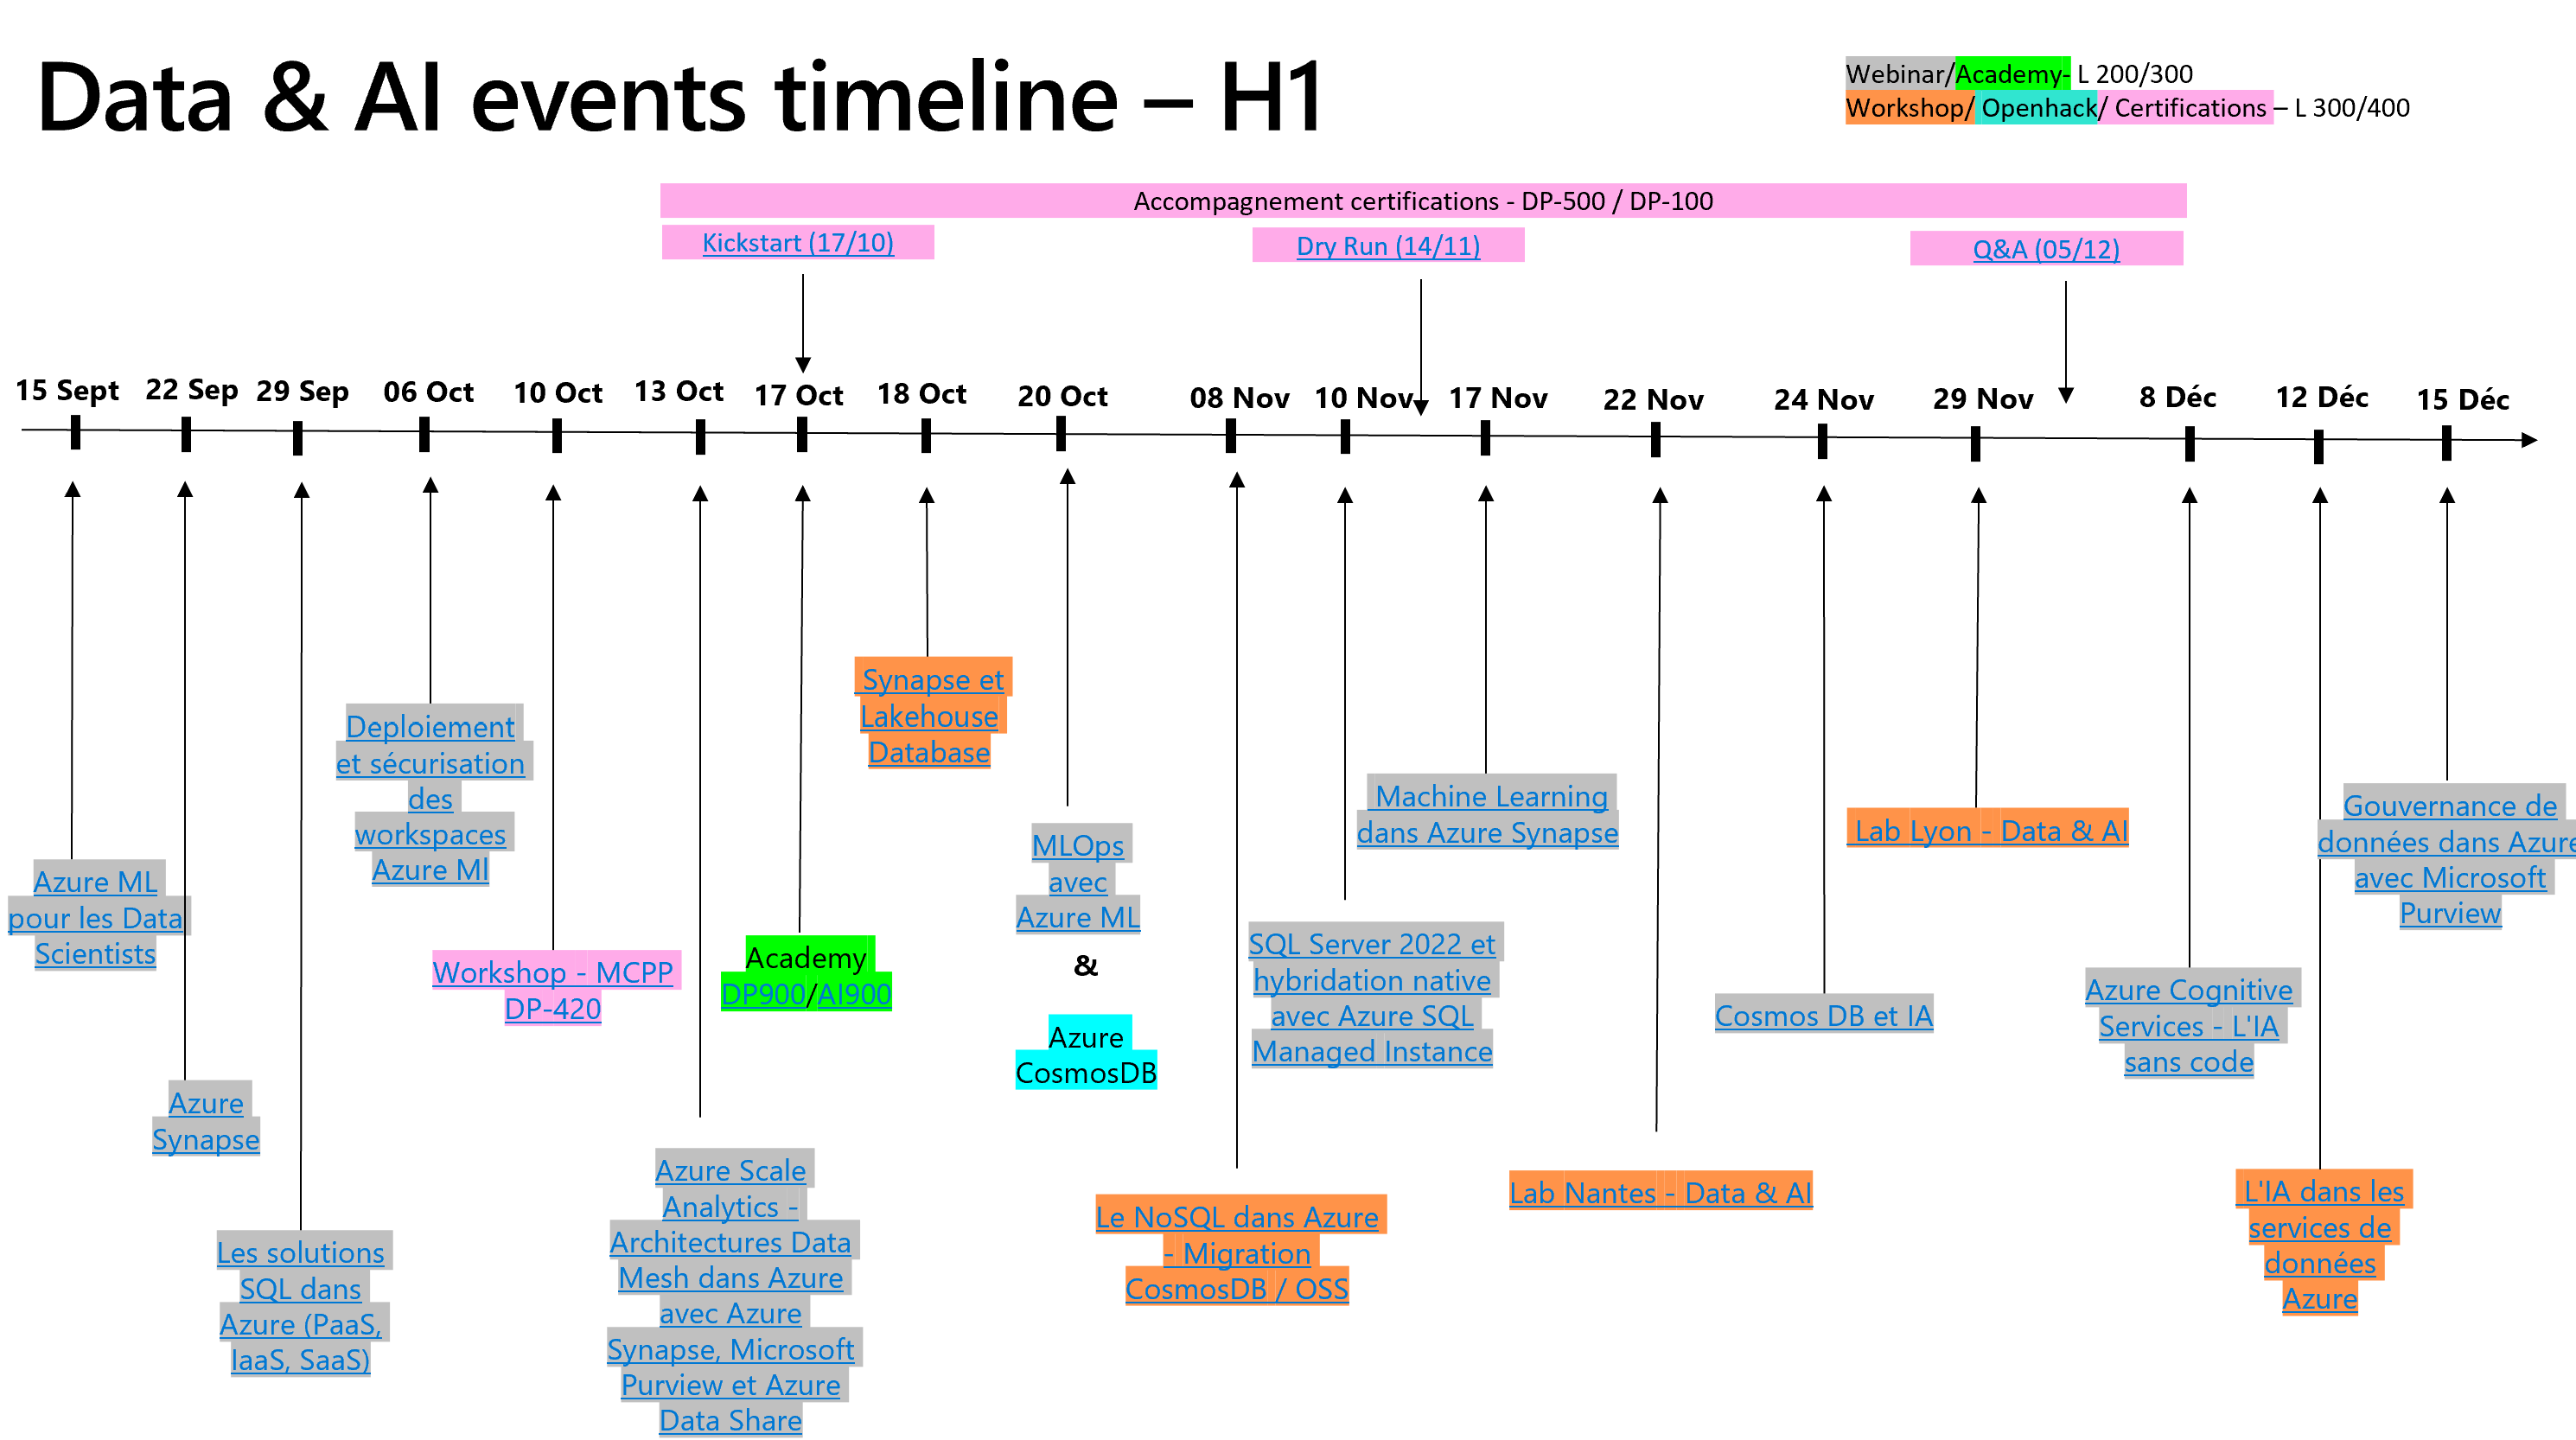 Data & AI events timeline – H1
Webinar/Academy- L 200/300
Workshop/ Openhack/ Certifications – L 300/400
Accompagnement certifications - DP-500 / DP-100
Kickstart (17/10)
Dry Run (14/11)
Q&A (05/12)
15 Sept
22 Sep
29 Sep
06 Oct
10 Oct
13 Oct
17 Oct
18 Oct
20 Oct
08 Nov
10 Nov
17 Nov
22 Nov
24 Nov
29 Nov
8 Déc
12 Déc
15 Déc
Azure ML
pour les Data
Scientists
Azure
Synapse
Les solutions
SQL dans
Azure (PaaS,
IaaS, SaaS)
Deploiement
et sécurisation
des
workspaces
Azure Ml
Workshop - MCPP
DP-420
Azure Scale
Analytics -
Architectures Data
Mesh dans Azure
avec Azure
Synapse, Microsoft
Purview et Azure
Data Share
Academy
DP900/AI900
Synapse et
Lakehouse
Database
MLOps
avec
Azure ML
&
Azure
CosmosDB
Le NoSQL dans Azure
- Migration
CosmosDB / OSS
SQL Server 2022 et
hybridation native
avec Azure SQL
Managed Instance
Machine Learning
dans Azure Synapse
Lab Nantes - Data & AI
Cosmos DB et IA
Lab Lyon - Data & AI
Azure Cognitive
Services - L'IA
sans code
L'IA dans les
services de
données
Azure
Gouvernance de
données dans Azure
avec Microsoft
Purview